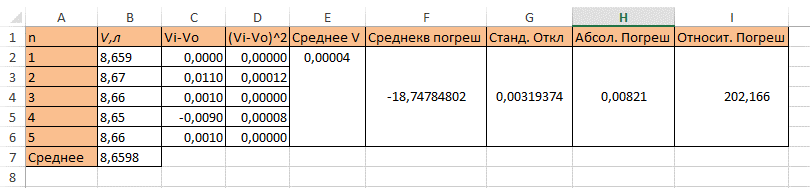 A B C D E F G H I
1 n V,л Vi-Vo (Vi-Vo)^2 Среднее V Среднекв погреш Станд. Откл Абсол. Погреш Относит. Погреш
2 1 8,659 0,0000 0,00000 0,00004
3 2 8,67 0,0110 0,00012
4 3 8,66 0,0010 0,00000 -18,74784802 0,00319374 0,00821 202,166
5 4 8,65 -0,0090 0,00008
6 5 8,66 0,0010 0,00000
7 Среднее 8,6598
8